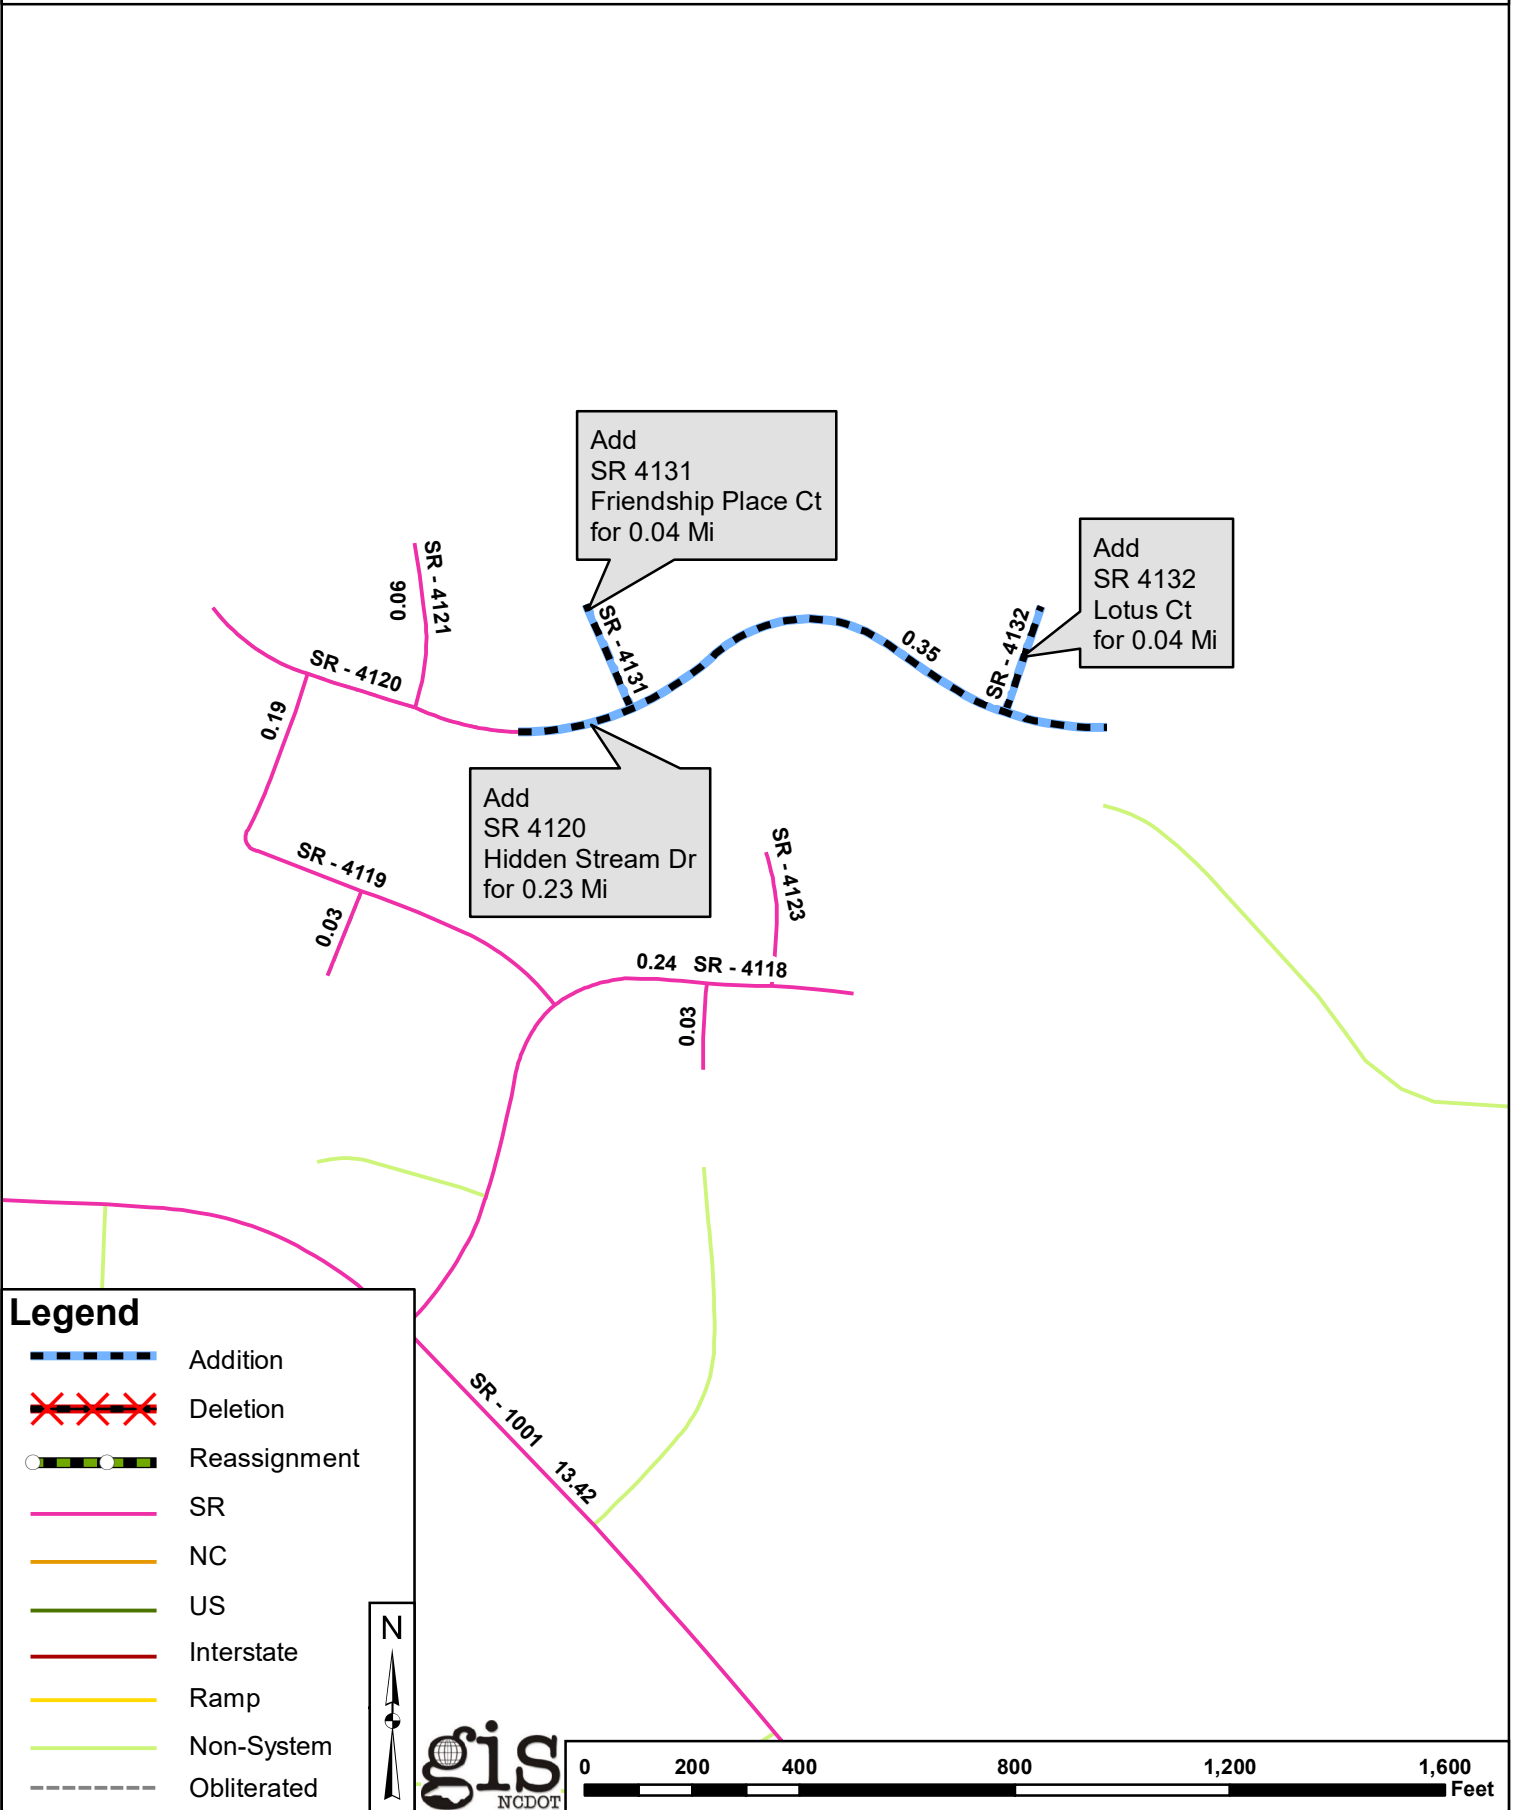 Add
SR 4131
Friendship Place Ct
for 0.04 Mi
Add
SR 4132
Lotus Ct
for 0.04 Mi
SR - 4121
0.06
SR - 4131
SR - 4132
0.35
SR - 4120
0.19
Add
SR 4120
Hidden Stream Dr
for 0.23 Mi
SR - 4119
0.03
SR - 4123
0.24 SR - 4118
0.03
SR - 1001
13.42
Legend
Addition
Deletion
Reassignment
SR
NC
US
Interstate
Ramp
Non-System
Obliterated
N
gis
NCDOT
0 200 400 800 1,200 1,600
Feet